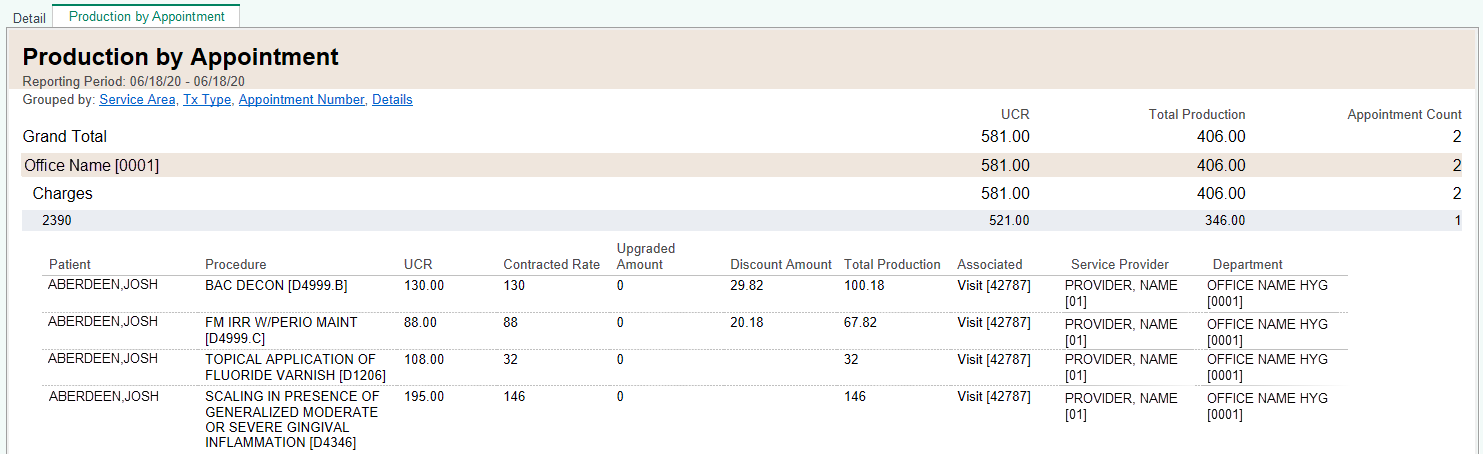 Detail Production by Appointment
Production by Appointment
Reporting Period: 06/18/20 - 06/18/20
Grouped by: Service Area, Tx Type, Appointment Number, Details
UCR Total Production Appointment Count
Grand Total 581.00 406.00 2
Office Name [0001] 581.00 406.00 2
Charges 581.00 406.00 2
2390 521.00 346.00 1
Upgraded
Patient Procedure UCR Contracted Rate Amount Discount Amount Total Production Associated Service Provider Department
ABERDEEN,JOSH BAC DECON [D4999.B] 130.00 130 0 29.82 100.18 Visit [42787] PROVIDER, NAME OFFICE NAME HYG
[01] [0001]
ABERDEEN,JOSH FM IRR W/PERIO MAINT 88.00 88 0 20.18 67.82 Visit [42787] PROVIDER, NAME OFFICE NAME HYG
[D4999.C] [01] [0001]
ABERDEEN,JOSH TOPICAL APPLICATION OF 108.00 32 0 32 Visit [42787] PROVIDER, NAME OFFICE NAME HYG
FLUORIDE VARNISH [D1206] [01] [0001]
ABERDEEN,JOSH SCALING IN PRESENCE OF 195.00 146 0 146 Visit [42787] PROVIDER, NAME OFFICE NAME HYG
GENERALIZED MODERATE [01] [0001]
OR SEVERE GINGIVAL
INFLAMMATION [D4346]